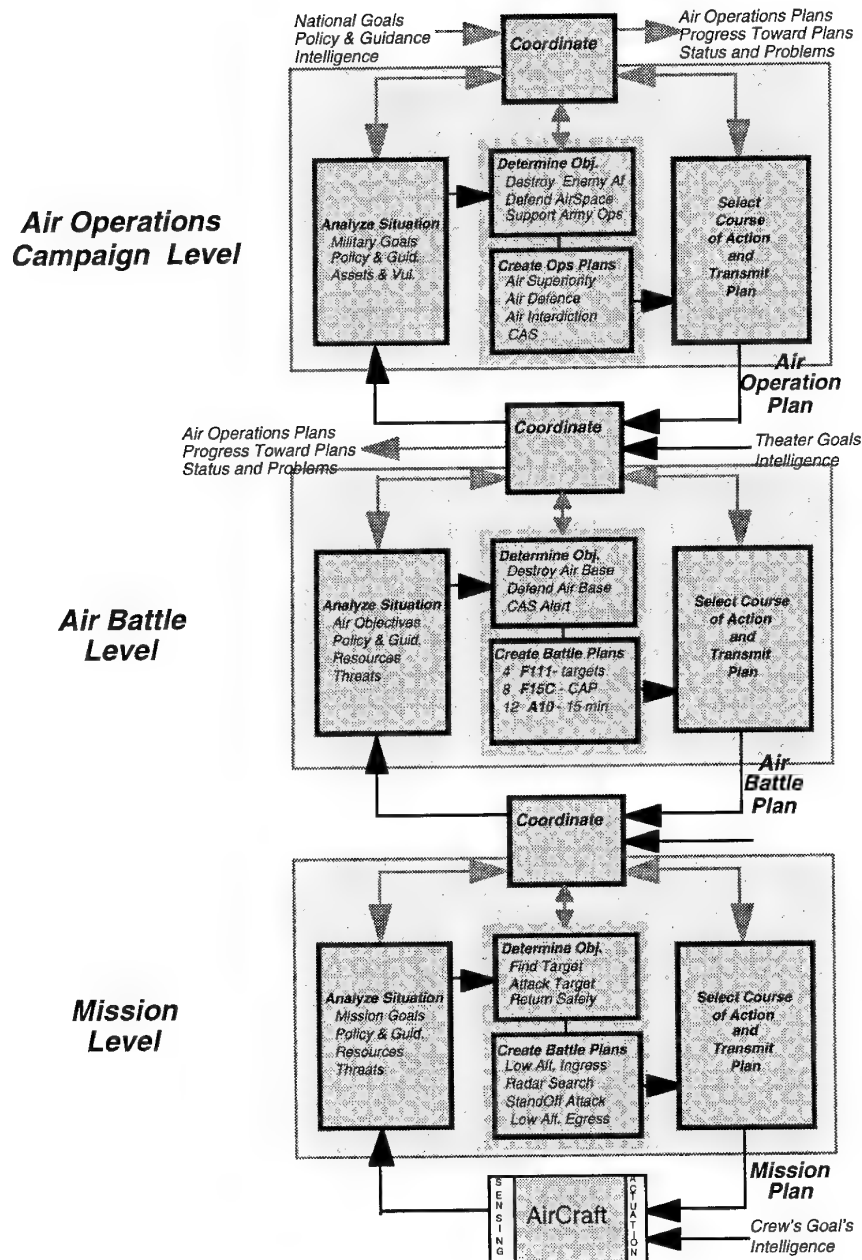 National Goals
Policy & Guidance
Intelligence
Coordinate
Air Operations Plans
Progress Toward Plans
Status and Problems
Air Operations
Campaign Level
Analyze Situation
Military Goals
Policy & Guid.
Assets & Vul.
Determine Obj.
Destroy Enemy Af
Defend AirSpace
Support Army Ops
Create Ops Plans
Air Superiority
Air Defence
Air Interdiction
CAS
Select
Course
of Action
and
Transmit
Plan
Air
Operation
Plan
Air Operations Plans
Progress Toward Plans
Status and Problems
Coordinate
Theater Goals
Intelligence
Air Battle
Level
Analyze Situation
Air Objectives
Policy & Guid.
Resources
Threats
Determine Obj.
Destroy Air Base
Defend Air Base
CAS Alert
Create Battle Plans
4 F111- targets
8 F15C - CAP
12 A10 - 15 min
Select Course
of Action
and
Transmit
Plan
Air
Battle
Plan
Coordinate
Mission
Level
Analyze Situation
Mission Goals
Policy & Guid.
Resources
Threats
Determine Obj.
Find Target
Attack Target
Return Safely
Create Battle Plans
Low Alt. Ingress
Radar Search
StandOff Attack
Low Alt. Egress
Select Course
of Action
and
Transmit
Plan
Mission
Plan
SENSING
AirCraft
ACTUATION
Crew's Goal's
Intelligence